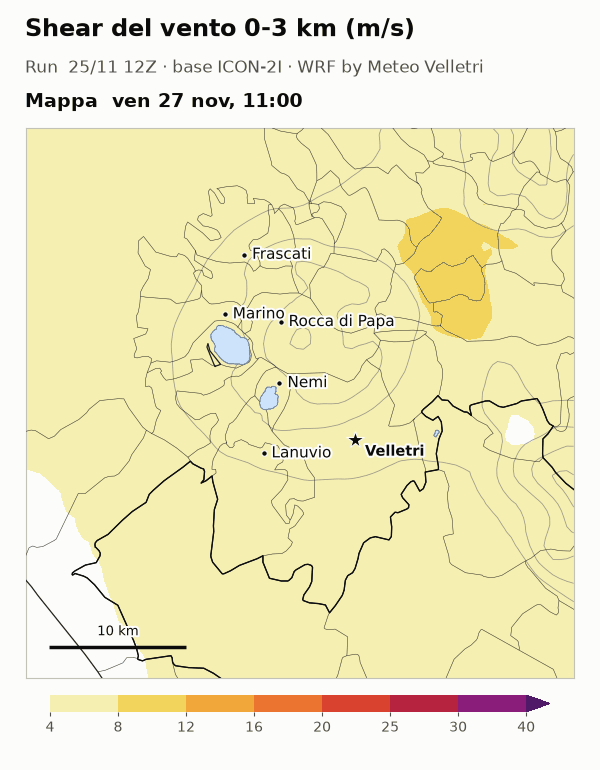 Shear del vento 0-3 km (m/s)
Run  25/11 12Z · base ICON-2I · WRF by Meteo Velletri
Mappa  ven 27 nov, 11:00
Frascati
Marino
Rocca di Papa
Nemi
Velletri
Lanuvio
10 km
4 8 12 16 20 25 30 40